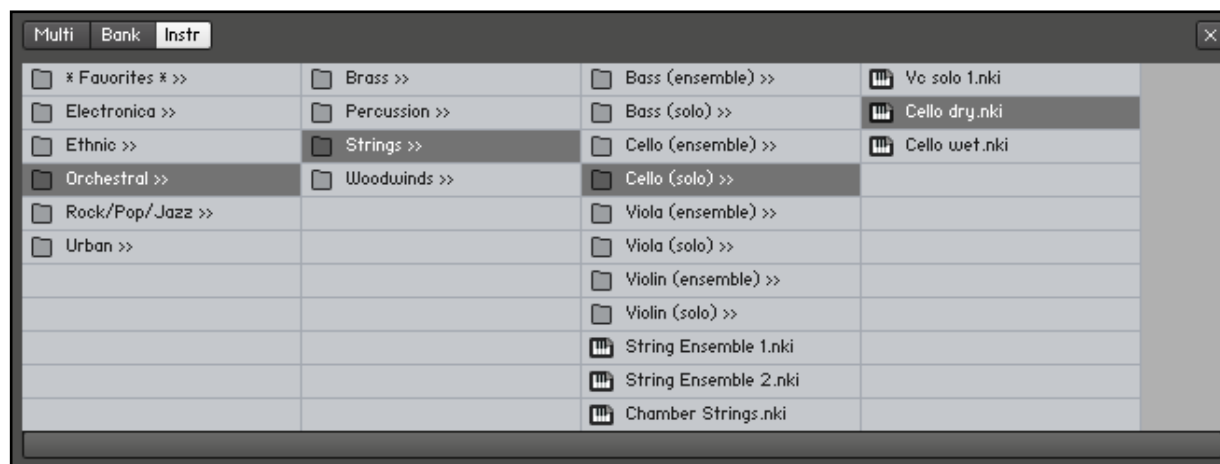 Multi Bank Instr
* Favorites * >> Brass >> Bass (ensemble) >> Vc solo 1.nki
Electronica >> Percussion >> Bass (solo) >> Cello dry.nki
Ethnic >> Strings >> Cello (ensemble) >> Cello wet.nki
Orchestral >> Woodwinds >> Cello (solo) >>
Rock/Pop/Jazz >> Viola (ensemble) >>
Urban >> Viola (solo) >>
Violin (ensemble) >>
Violin (solo) >>
String Ensemble 1.nki
String Ensemble 2.nki
Chamber Strings.nki